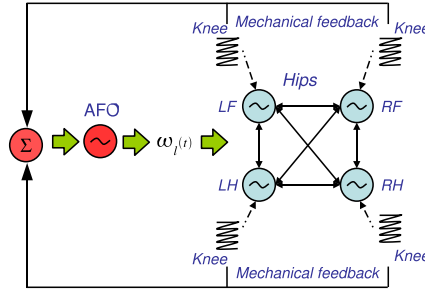 Knee
Mechanical feedback
Knee
Hips
AFO
LF
RF
Σ
ω_l(t)
LH
RH
Knee
Knee
Mechanical feedback